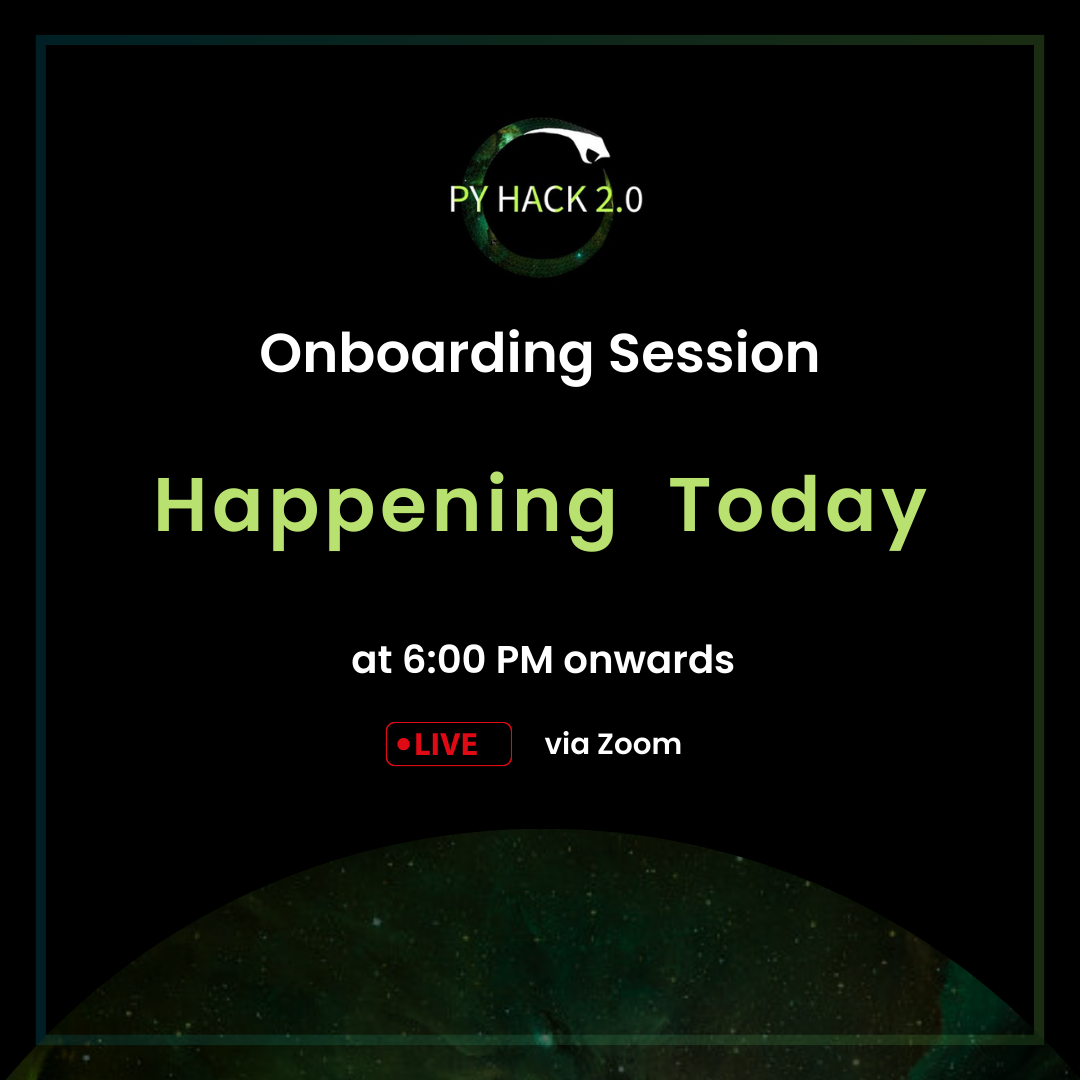 PY HACK 2.0
Onboarding Session
Happening Today
at 6:00 PM onwards
LIVE via Zoom